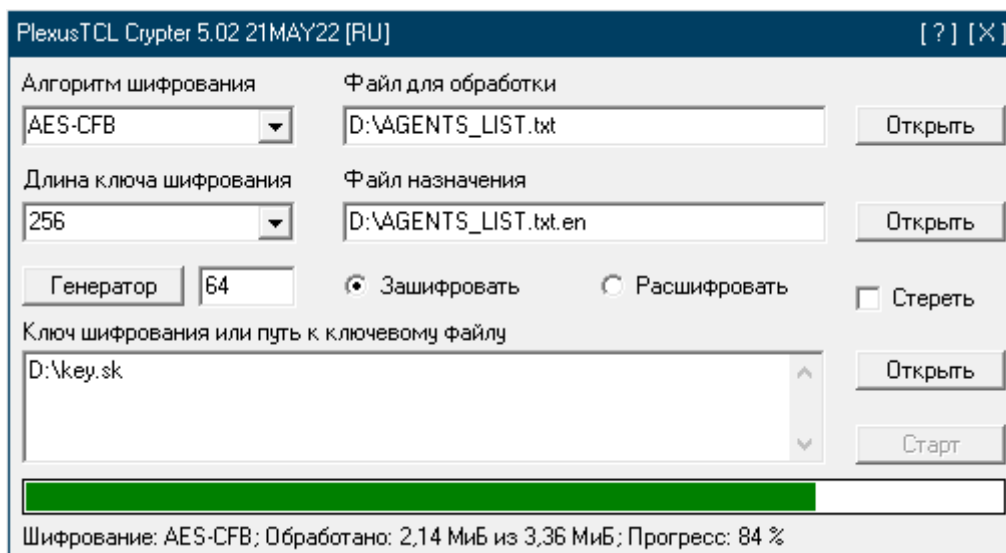 PlexusTCL Crypter 5.02 21MAY22 [RU] [ ? ] [ X ]
Алгоритм шифрования Файл для обработки
AES-CFB D:\AGENTS_LIST.txt Открыть
Длина ключа шифрования Файл назначения
256 D:\AGENTS_LIST.txt.en Открыть
Генератор 64 Зашифровать Расшифровать Стереть
Ключ шифрования или путь к ключевому файлу
D:\key.sk Открыть
Старт
Шифрование: AES-CFB; Обработано: 2,14 МиБ из 3,36 МиБ; Прогресс: 84 %